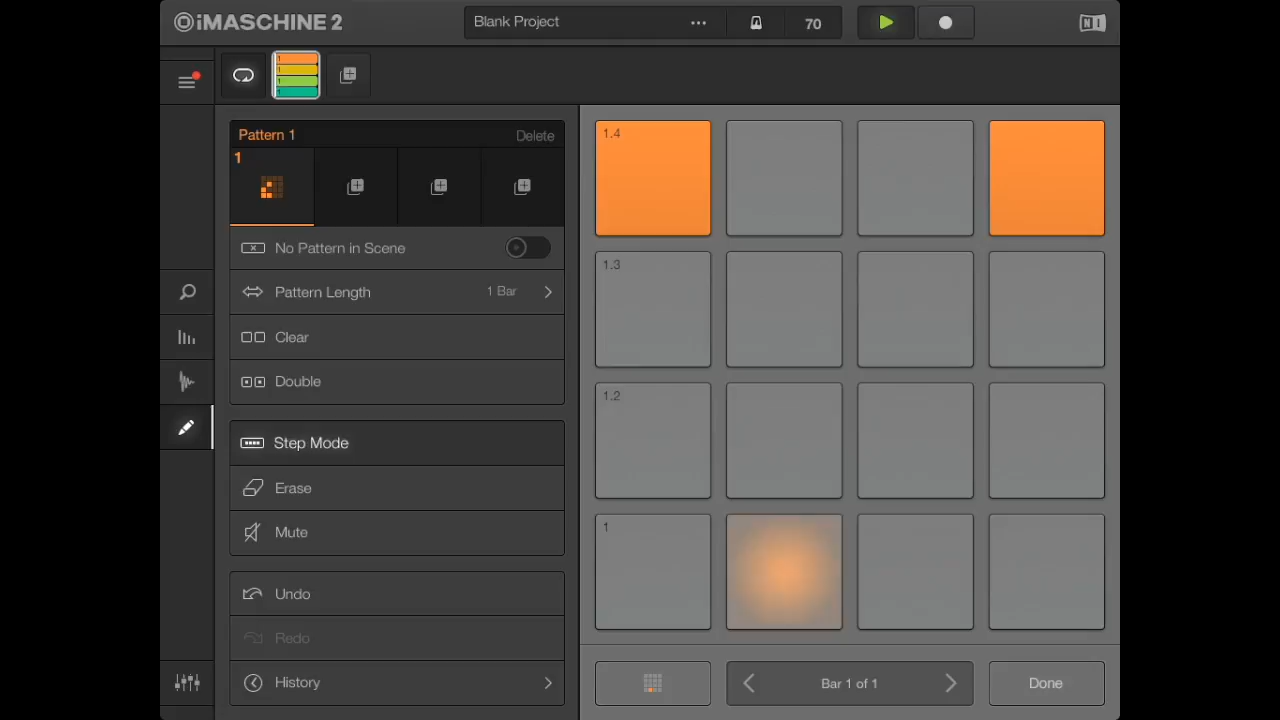 iMASCHINE 2
Blank Project ... 70
NI
Pattern 1 Delete
1
No Pattern in Scene
Pattern Length 1 Bar
Clear
Double
Step Mode
Erase
Mute
Undo
Redo
History
1.4
1.3
1.2
1
Bar 1 of 1
Done